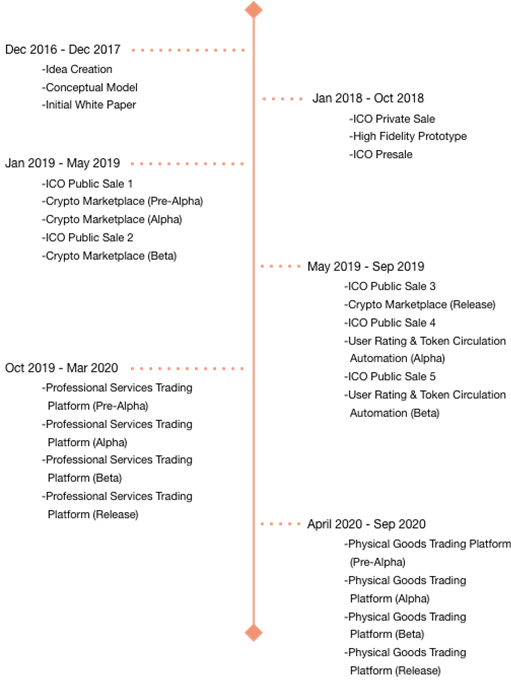 Dec 2016 - Dec 2017
-Idea Creation
-Conceptual Model
-Initial White Paper
Jan 2018 - Oct 2018
-ICO Private Sale
-High Fidelity Prototype
-ICO Presale
Jan 2019 - May 2019
-ICO Public Sale 1
-Crypto Marketplace (Pre-Alpha)
-Crypto Marketplace (Alpha)
-ICO Public Sale 2
-Crypto Marketplace (Beta)
May 2019 - Sep 2019
-ICO Public Sale 3
-Crypto Marketplace (Release)
-ICO Public Sale 4
-User Rating & Token Circulation
Automation (Alpha)
-ICO Public Sale 5
-User Rating & Token Circulation
Automation (Beta)
Oct 2019 - Mar 2020
-Professional Services Trading
Platform (Pre-Alpha)
-Professional Services Trading
Platform (Alpha)
-Professional Services Trading
Platform (Beta)
-Professional Services Trading
Platform (Release)
April 2020 - Sep 2020
-Physical Goods Trading Platform
(Pre-Alpha)
-Physical Goods Trading
Platform (Alpha)
-Physical Goods Trading
Platform (Beta)
-Physical Goods Trading
Platform (Release)